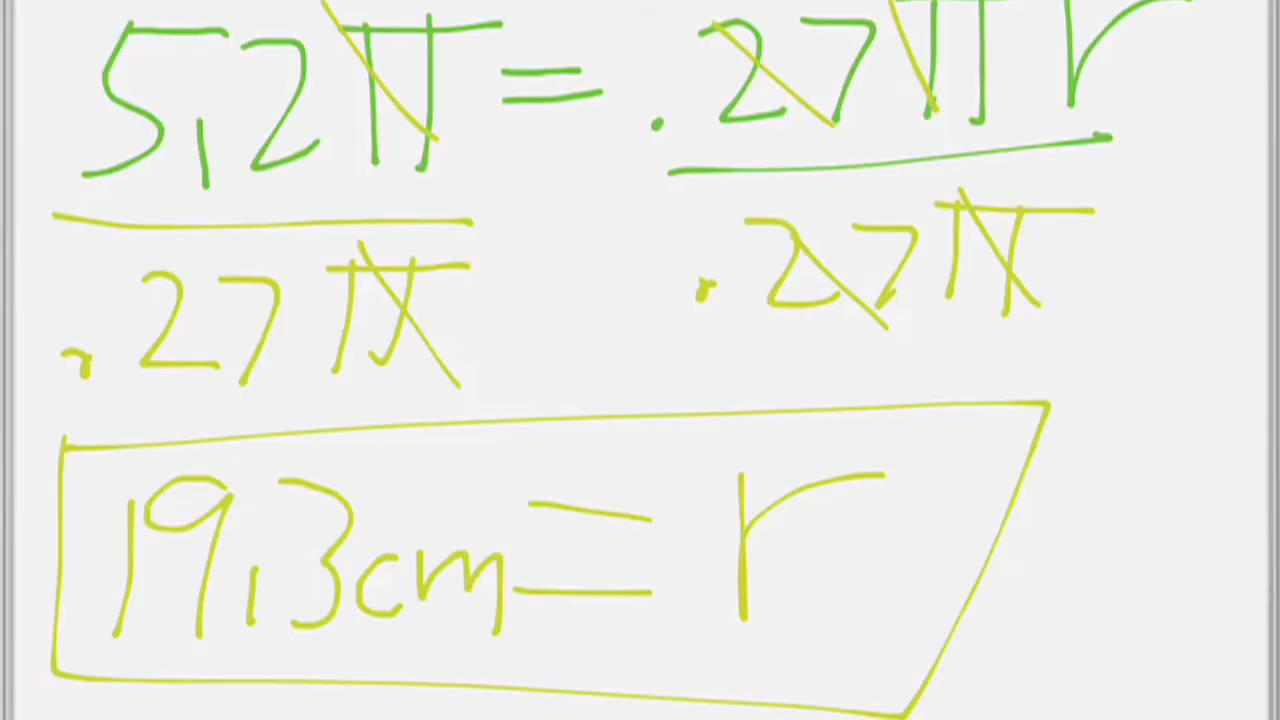 5,2π = .27πr
.27π .27π
19,3cm = r